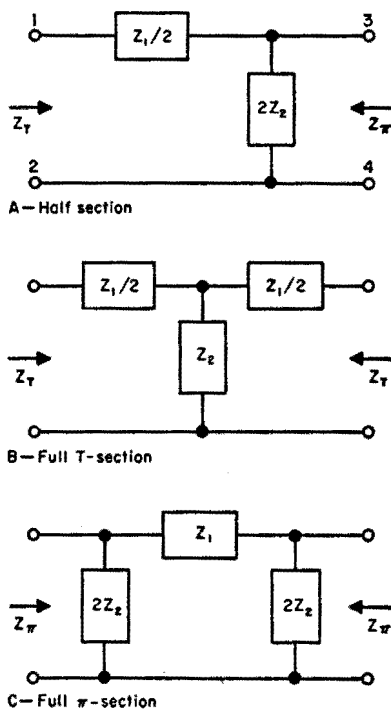 1 Z₁/2 3
2Z₂
Z_T Z_π
2 4
A—Half section
Z₁/2 Z₁/2
Z₂
Z_T Z_T
B—Full T-section
Z₁
2Z₂ 2Z₂
Z_π Z_π
C—Full π-section